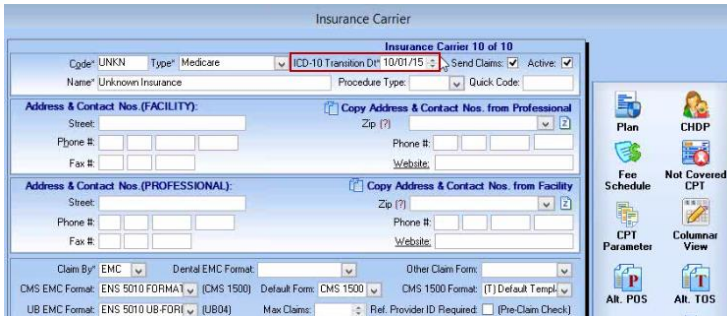 Insurance Carrier
Insurance Carrier 10 of 10
Code* UNKN Type* Medicare ICD-10 Transition Dt* 10/01/15 Send Claims: Active:
Name* Unknown Insurance Procedure Type: Quick Code:
Address & Contact Nos.(FACILITY): Copy Address & Contact Nos. from Professional
Street: Zip (?) Z
Phone #: Phone #:
Fax #: Website:
Address & Contact Nos.(PROFESSIONAL): Copy Address & Contact Nos. from Facility
Street: Zip (?) Z
Phone #: Phone #:
Fax #: Website:
Claim By* EMC Dental EMC Format: Other Claim Form:
CMS EMC Format: ENS 5010 FORMAT (CMS 1500) Default Form: CMS 1500 CMS 1500 Format: (T) Default Templ
UB EMC Format: ENS 5010 UB-FOR (UB04) Max Claims: Ref. Provider ID Required: (Pre-Claim Check)
Plan CHDP
Fee Schedule Not Covered CPT
CPT Parameter Columnar View
P T
Alt. POS Alt. TOS